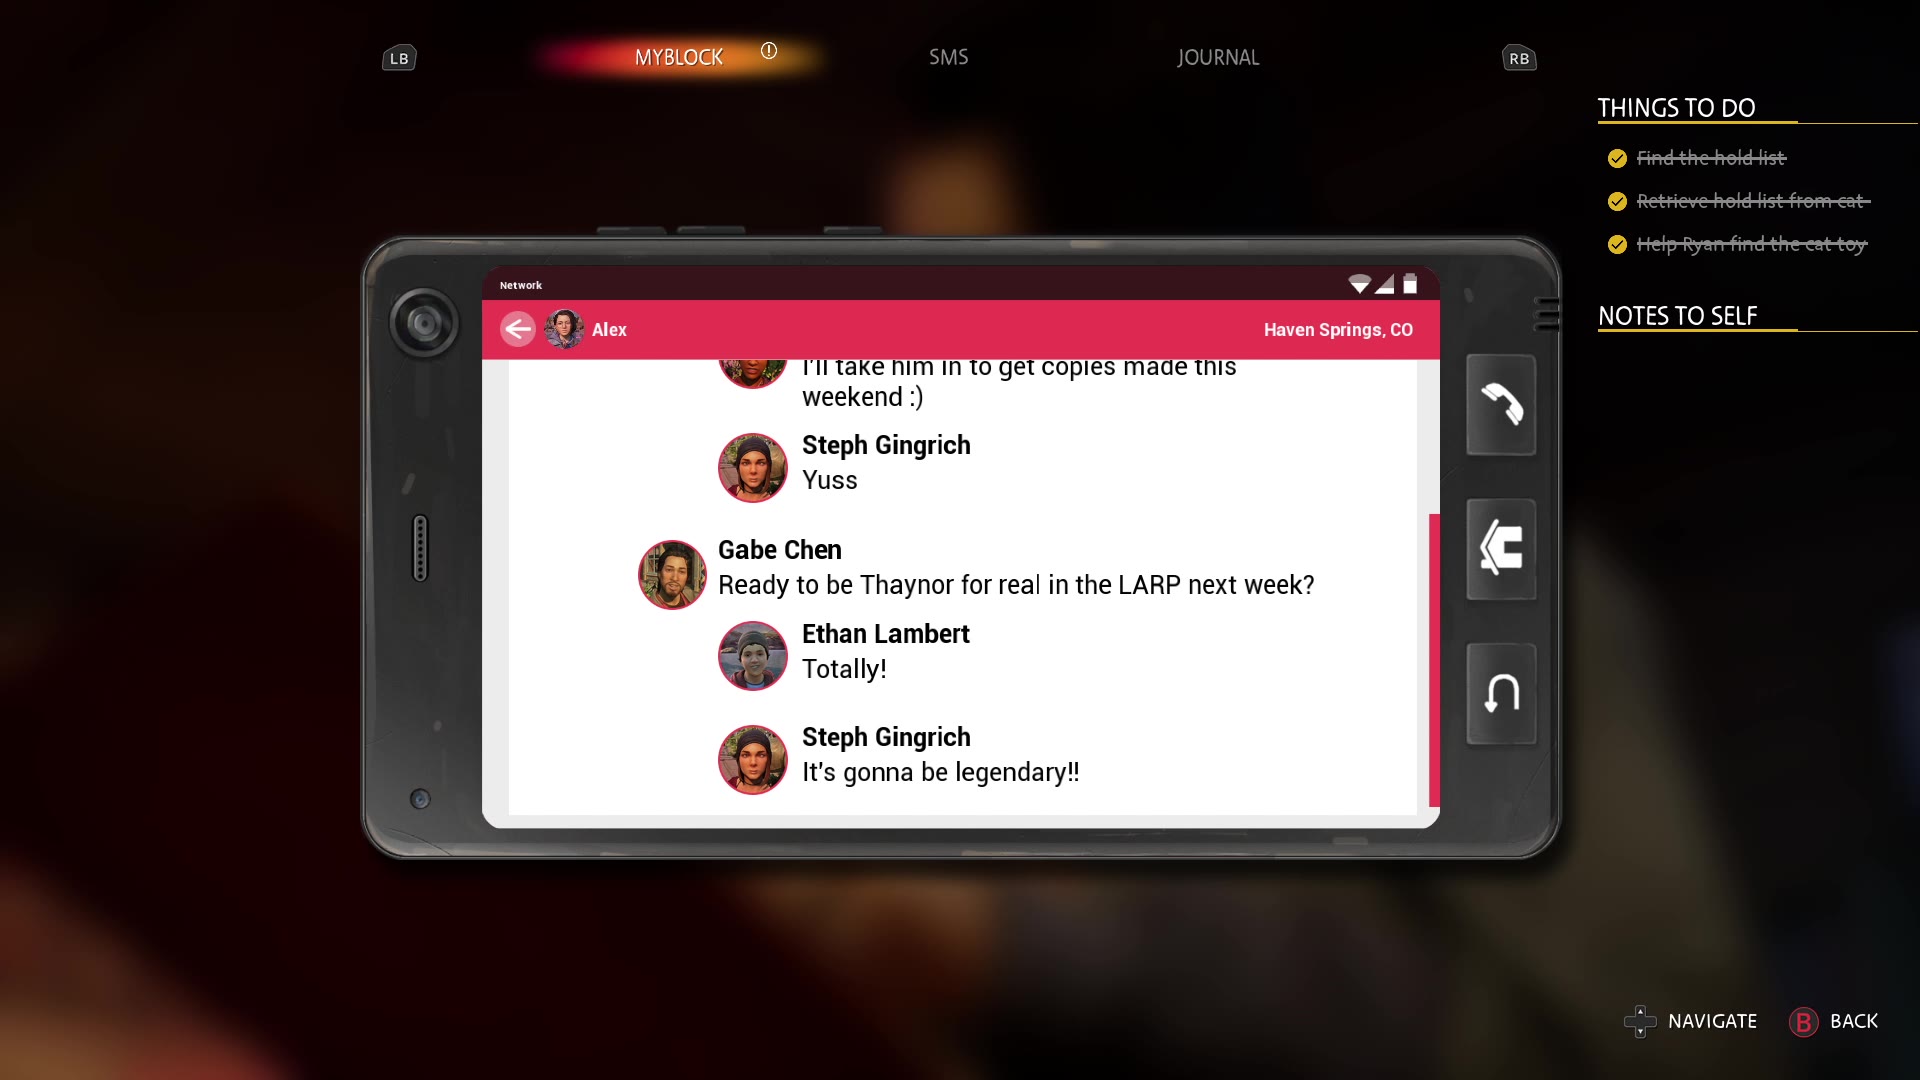 LB
MYBLOCK
SMS
JOURNAL
RB
THINGS TO DO
Find the hold list
Retrieve hold list from cat
Help Ryan find the cat toy
NOTES TO SELF
Network
Alex
Haven Springs, CO
I'll take him in to get copies made this
weekend :)
Steph Gingrich
Yuss
Gabe Chen
Ready to be Thaynor for real in the LARP next week?
Ethan Lambert
Totally!
Steph Gingrich
It's gonna be legendary!!
NAVIGATE
B BACK